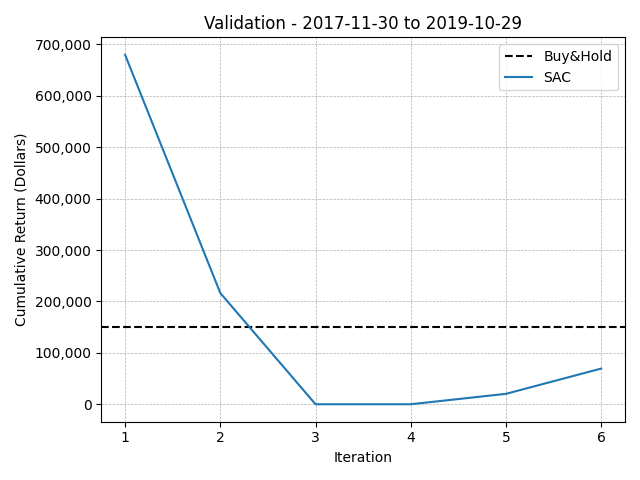 Validation - 2017-11-30 to 2019-10-29
Buy&Hold
SAC
Cumulative Return (Dollars)
700,000
600,000
500,000
400,000
300,000
200,000
100,000
0
1 2 3 4 5 6
Iteration